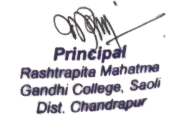 Principal
Rashtrapita Mahatma
Gandhi College, Saoli
Dist. Chandrapur